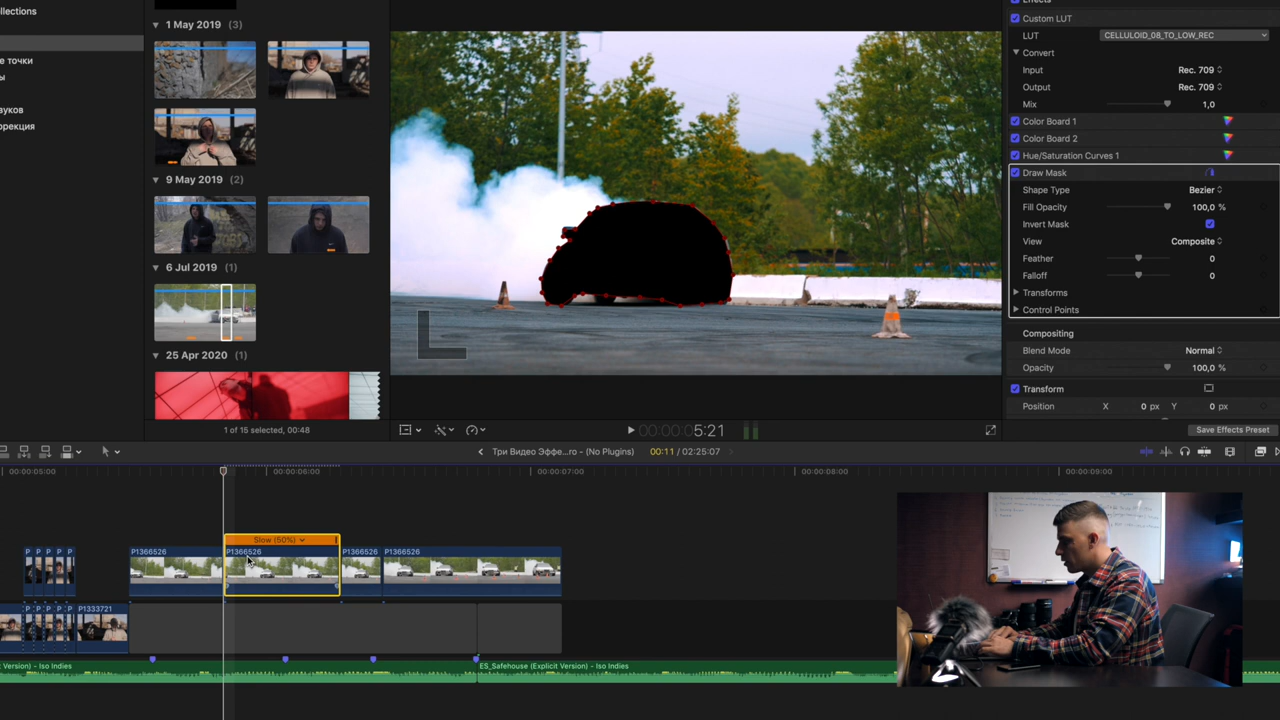 ollections
е точки
ы
вуков
ррекция
1 May 2019 (3)
9 May 2019 (2)
6 Jul 2019 (1)
25 Apr 2020 (1)
1 of 15 selected, 00:48
00:00:05:21
Effects
Custom LUT
LUT CELLULOID_08_TO_LOW_REC
Convert
Input Rec. 709
Output Rec. 709
Mix 1,0
Color Board 1
Color Board 2
Hue/Saturation Curves 1
Draw Mask
Shape Type Bezier
Fill Opacity 100,0 %
Invert Mask
View Composite
Feather 0
Falloff 0
Transforms
Control Points
Compositing
Blend Mode Normal
Opacity 100,0 %
Transform
Position X 0 px Y 0 px
Save Effects Preset
Три Видео Эффе...ro - (No Plugins) 00:11 / 02:25:07
00:00:05:00 00:00:06:00 00:00:07:00 00:00:08:00 00:00:09:00
Slow (50%)
P P P P P P1366526 P1366526 P1366526 P1366526
P P P P P P1333721
Version) - Iso Indies ES_Safehouse (Explicit Version) - Iso Indies